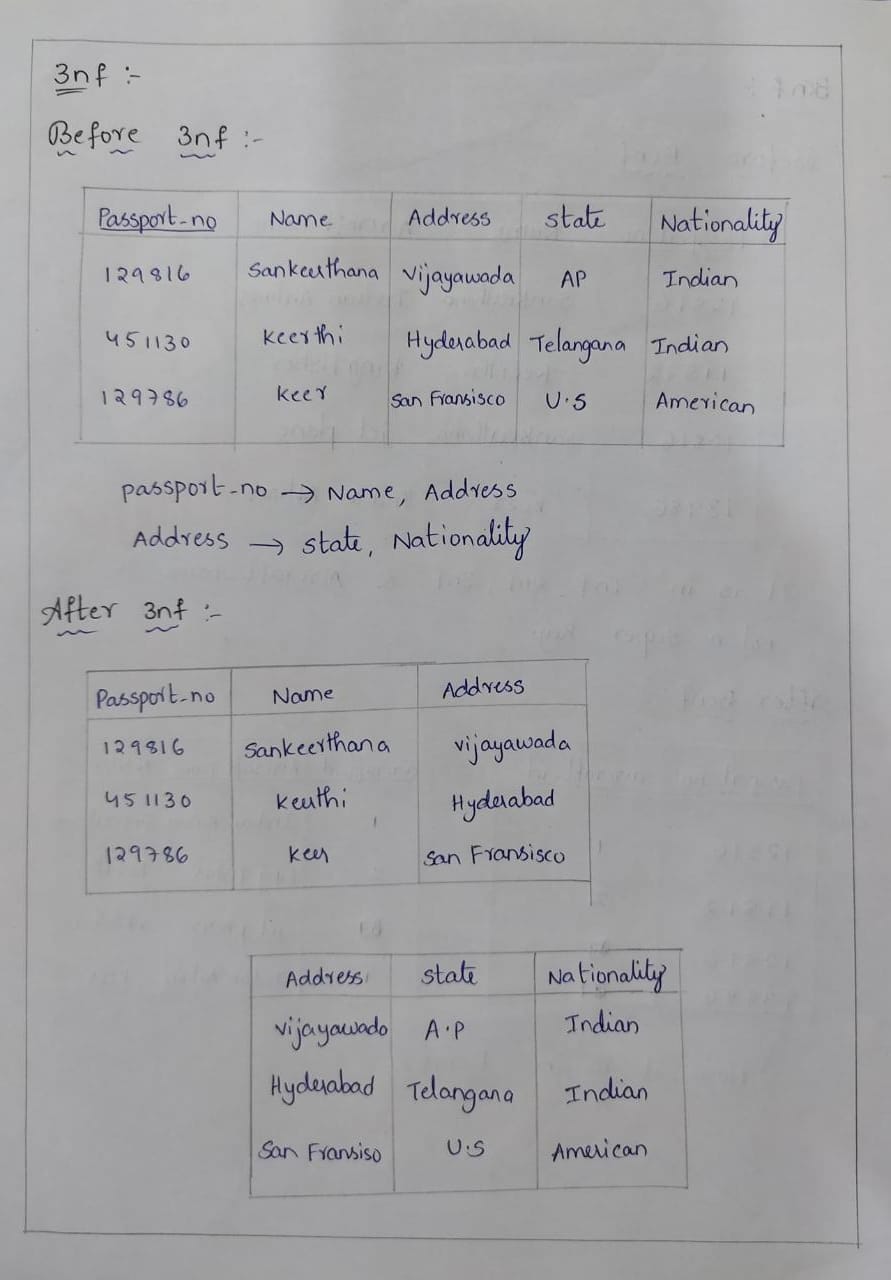 3nf :-
Before 3nf :-
Passport-no Name Address state Nationality
129816 Sankeerthana Vijayawada AP Indian
451130 Keerthi Hyderabad Telangana Indian
129786 Keer San Fransisco U.S American
passport-no → Name, Address
Address → state, Nationality
After 3nf :-
Passport-no Name Address
129816 Sankeerthana vijayawada
451130 Keerthi Hyderabad
129786 Keer San Fransisco
Address state Nationality
vijayawado A.P Indian
Hyderabad Telangana Indian
San Fransiso U.S American